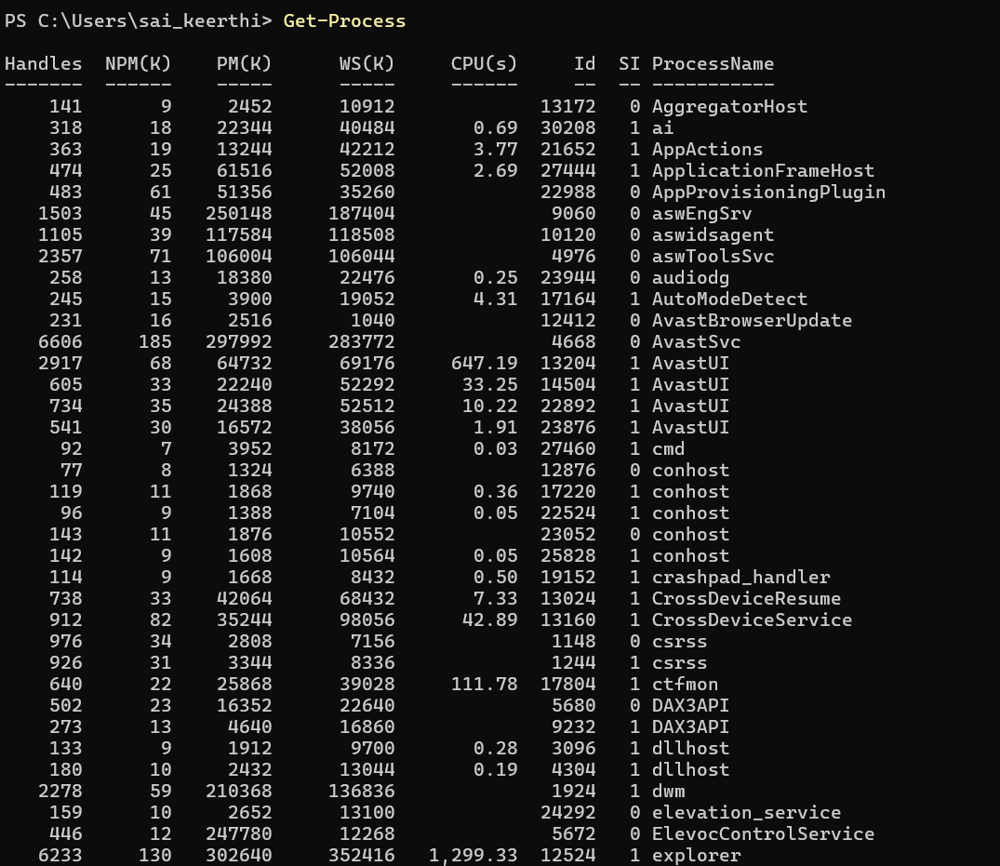 PS C:\Users\sai_keerthi> Get-Process
Handles  NPM(K)    PM(K)      WS(K)     CPU(s)     Id  SI ProcessName
-------  ------    -----      -----     ------     --  -- -----------
    141       9     2452      10912             13172   0 AggregatorHost
    318      18    22344      40484       0.69  30208   1 ai
    363      19    13244      42212       3.77  21652   1 AppActions
    474      25    61516      52008       2.69  27444   1 ApplicationFrameHost
    483      61    51356      35260             22988   0 AppProvisioningPlugin
   1503      45   250148     187404              9060   0 aswEngSrv
   1105      39   117584     118508             10120   0 aswidsagent
   2357      71   106004     106044              4976   0 aswToolsSvc
    258      13    18380      22476       0.25  23944   0 audiodg
    245      15     3900      19052       4.31  17164   1 AutoModeDetect
    231      16     2516       1040             12412   0 AvastBrowserUpdate
   6606     185   297992     283772              4668   0 AvastSvc
   2917      68    64732      69176     647.19  13204   1 AvastUI
    605      33    22240      52292      33.25  14504   1 AvastUI
    734      35    24388      52512      10.22  22892   1 AvastUI
    541      30    16572      38056       1.91  23876   1 AvastUI
     92       7     3952       8172       0.03  27460   1 cmd
     77       8     1324       6388             12876   0 conhost
    119      11     1868       9740       0.36  17220   1 conhost
     96       9     1388       7104       0.05  22524   1 conhost
    143      11     1876      10552             23052   0 conhost
    142       9     1608      10564       0.05  25828   1 conhost
    114       9     1668       8432       0.50  19152   1 crashpad_handler
    738      33    42064      68432       7.33  13024   1 CrossDeviceResume
    912      82    35244      98056      42.89  13160   1 CrossDeviceService
    976      34     2808       7156              1148   0 csrss
    926      31     3344       8336              1244   1 csrss
    640      22    25868      39028     111.78  17804   1 ctfmon
    502      23    16352      22640              5680   0 DAX3API
    273      13     4640      16860              9232   1 DAX3API
    133       9     1912       9700       0.28   3096   1 dllhost
    180      10     2432      13044       0.19   4304   1 dllhost
   2278      59   210368     136836              1924   1 dwm
    159      10     2652      13100             24292   0 elevation_service
    446      12   247780      12268              5672   0 ElevocControlService
   6233     130   302640     352416   1,299.33  12524   1 explorer